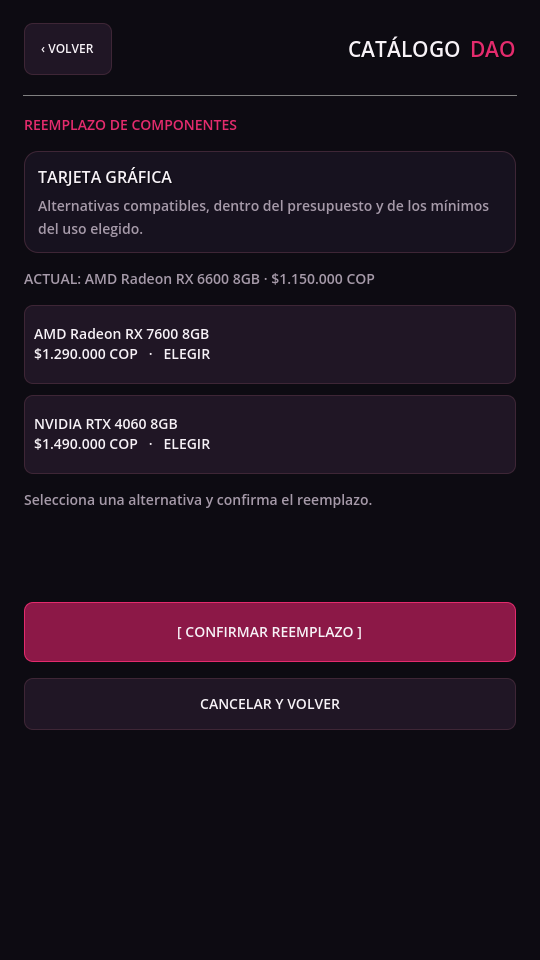 ‹ VOLVER
CATÁLOGO DAO
REEMPLAZO DE COMPONENTES
TARJETA GRÁFICA
Alternativas compatibles, dentro del presupuesto y de los mínimos
del uso elegido.
ACTUAL: AMD Radeon RX 6600 8GB · $1.150.000 COP
AMD Radeon RX 7600 8GB
$1.290.000 COP · ELEGIR
NVIDIA RTX 4060 8GB
$1.490.000 COP · ELEGIR
Selecciona una alternativa y confirma el reemplazo.
[ CONFIRMAR REEMPLAZO ]
CANCELAR Y VOLVER